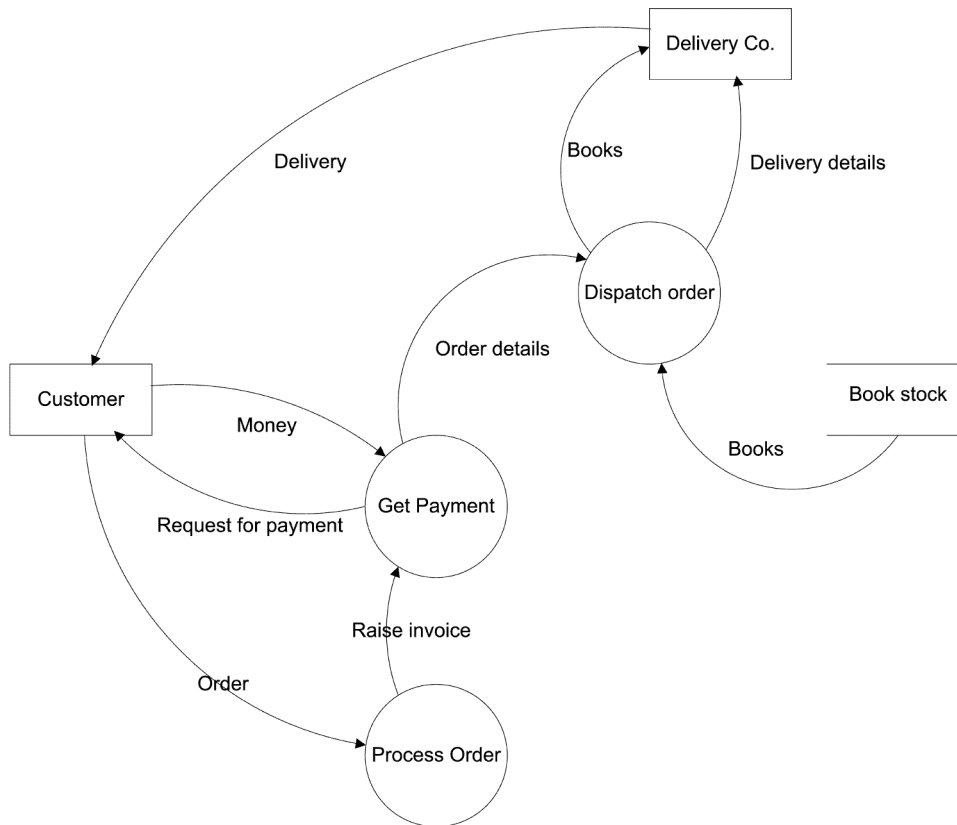 Delivery Co.
Delivery
Books
Delivery details
Dispatch order
Order details
Customer
Book stock
Money
Books
Get Payment
Request for payment
Raise invoice
Order
Process Order